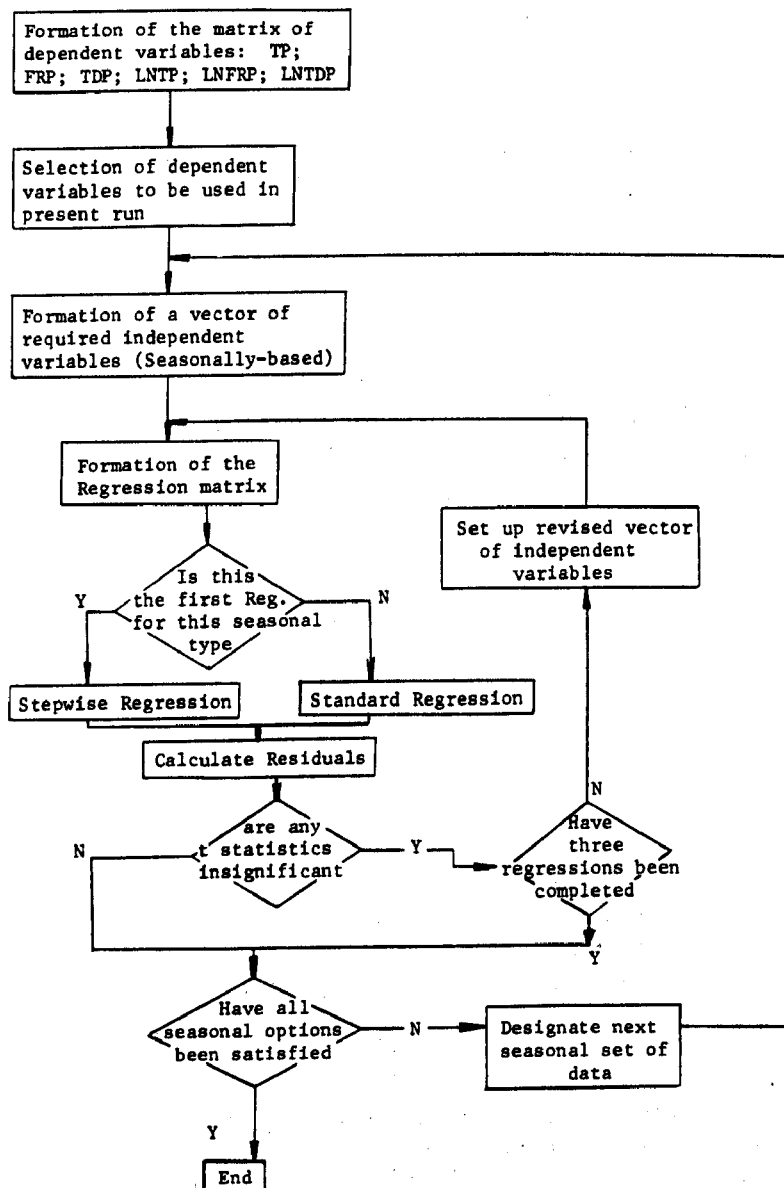 Formation of the matrix of
dependent variables: TP;
FRP; TDP; LNTP; LNFRP; LNTDP
Selection of dependent
variables to be used in
present run
Formation of a vector of
required independent
variables (Seasonally-based)
Formation of the
Regression matrix
Set up revised vector
of independent
variables
Is this
the first Reg.
for this seasonal
type
Y
N
Stepwise Regression
Standard Regression
Calculate Residuals
are any
t statistics
insignificant
N
Y
Have
three
regressions been
completed
N
Y
Have all
seasonal options
been satisfied
N
Designate next
seasonal set of
data
Y
End